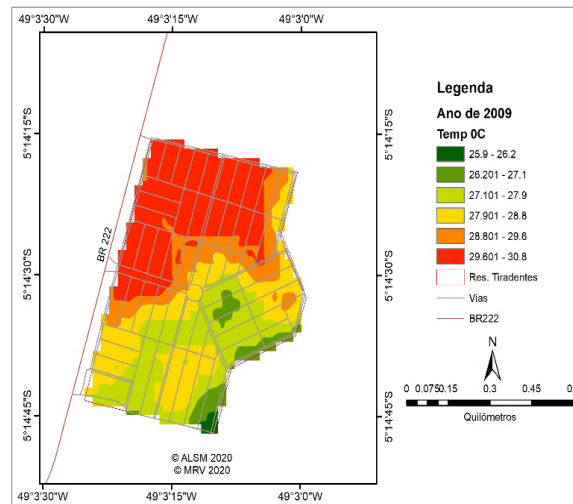 49°3'30"W 49°3'15"W 49°3'0"W
5°14'15"S 5°14'15"S
5°14'30"S 5°14'30"S
5°14'45"S 5°14'45"S
BR 222
© ALSM 2020
© MRV 2020
49°3'30"W 49°3'15"W 49°3'0"W
Legenda
Ano de 2009
Temp 0C
25.9 - 26.2
26.201 - 27.1
27.101 - 27.9
27.901 - 28.8
28.801 - 29.6
29.601 - 30.8
Res. Tiradentes
Vias
BR222
N
0 0.075 0.15 0.3 0.45
Quilômetros